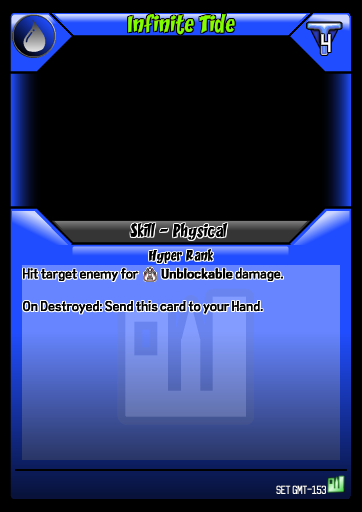 Infinite Tide
4
Skill - Physical
Hyper Rank
Hit target enemy for Unblockable damage.
On Destroyed: Send this card to your Hand.
SET GMT-153